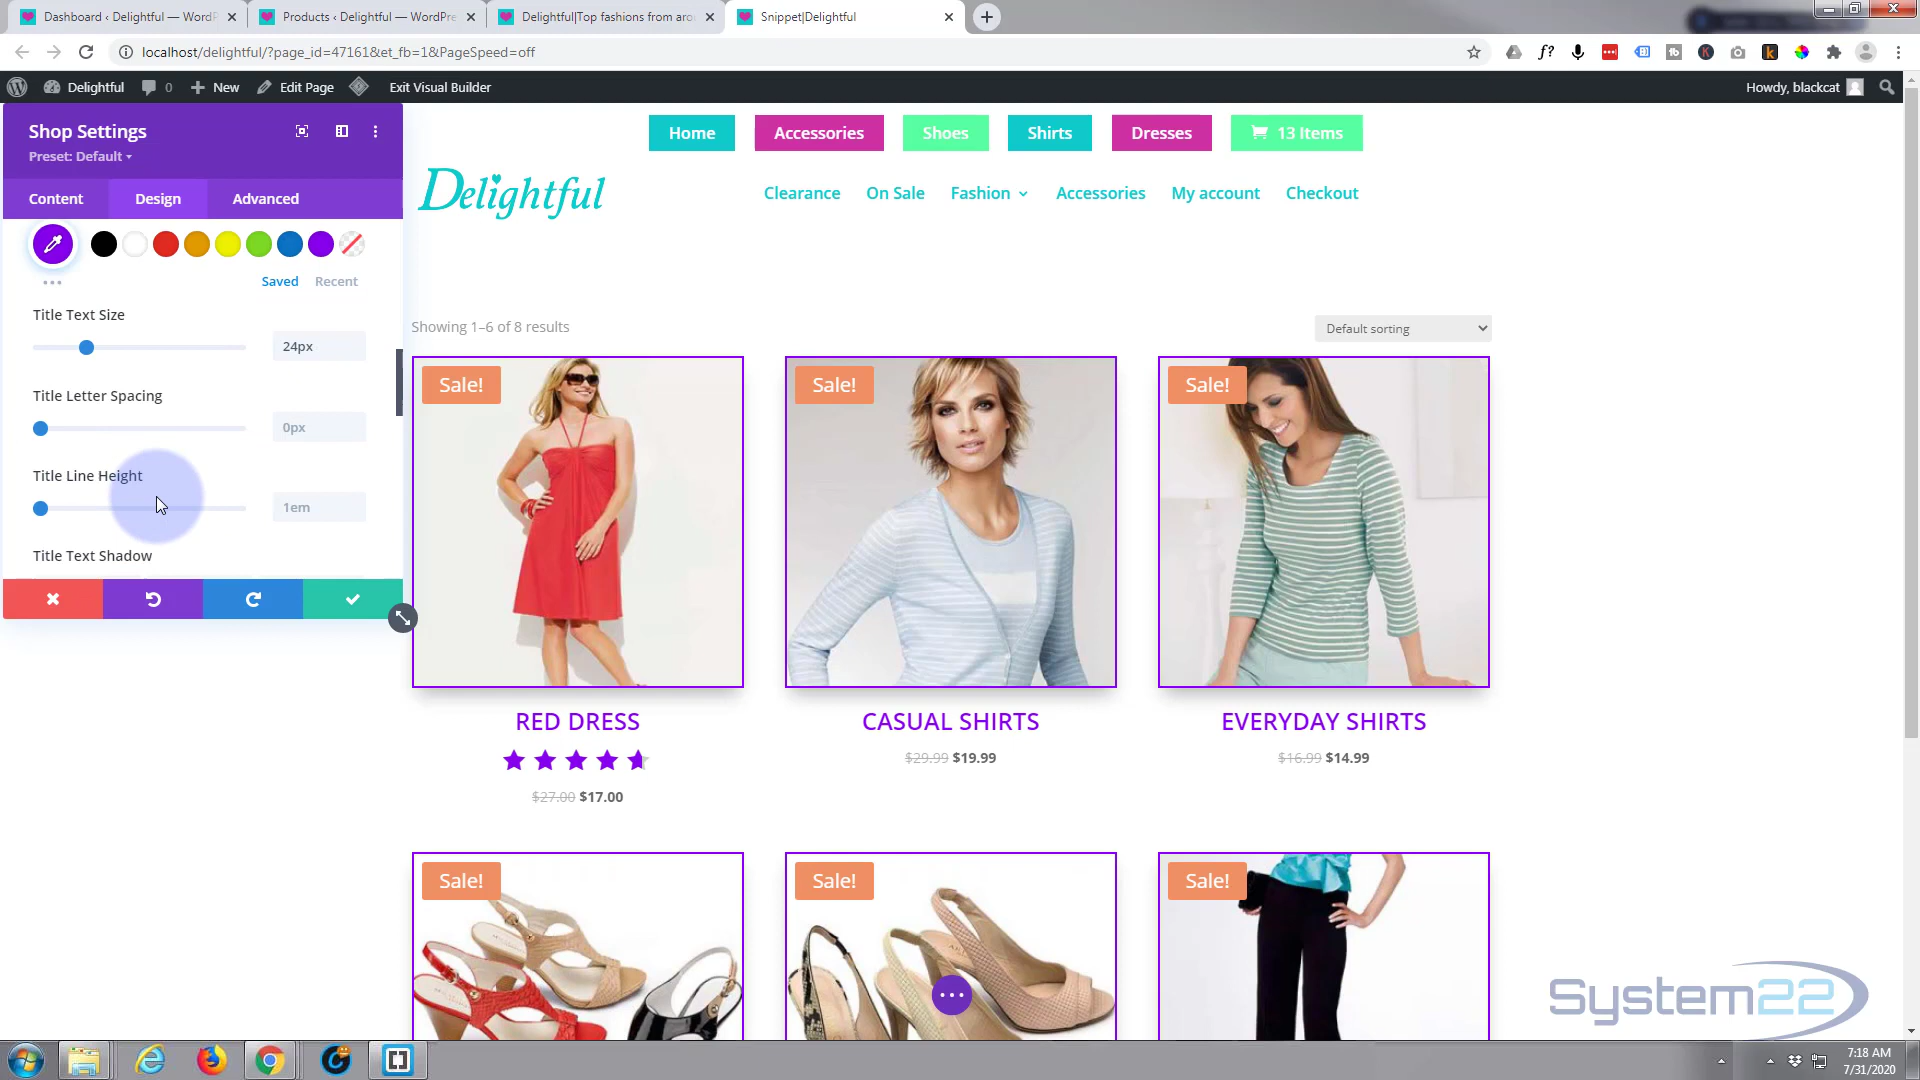 Dashboard ‹ Delightful — WordP
Products ‹ Delightful — WordPre
Delightful|Top fashions from arou
Snippet|Delightful
localhost/delightful/?page_id=47161&et_fb=1&PageSpeed=off
Delightful
0
New
Edit Page
Exit Visual Builder
Howdy, blackcat
Shop Settings
Preset: Default
Content
Design
Advanced
Saved
Recent
Title Text Size
24px
Title Letter Spacing
0px
Title Line Height
1em
Title Text Shadow
Home
Accessories
Shoes
Shirts
Dresses
13 Items
Delightful
Clearance
On Sale
Fashion
Accessories
My account
Checkout
Showing 1–6 of 8 results
Default sorting
Sale!
Sale!
Sale!
RED DRESS
CASUAL SHIRTS
EVERYDAY SHIRTS
$29.99 $19.99
$16.99 $14.99
$27.00 $17.00
Sale!
Sale!
Sale!
System22
7:18 AM
7/31/2020